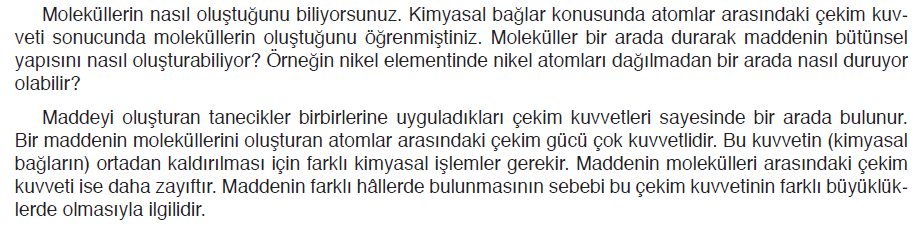 Moleküllerin nasıl oluştuğunu biliyorsunuz. Kimyasal bağlar konusunda atomlar arasındaki çekim kuv-
veti sonucunda moleküllerin oluştuğunu öğrenmiştiniz. Moleküller bir arada durarak maddenin bütünsel
yapısını nasıl oluşturabiliyor? Örneğin nikel elementinde nikel atomları dağılmadan bir arada nasıl duruyor
olabilir?
Maddeyi oluşturan tanecikler birbirlerine uyguladıkları çekim kuvvetleri sayesinde bir arada bulunur.
Bir maddenin moleküllerini oluşturan atomlar arasındaki çekim gücü çok kuvvetlidir. Bu kuvvetin (kimyasal
bağların) ortadan kaldırılması için farklı kimyasal işlemler gerekir. Maddenin molekülleri arasındaki çekim
kuvveti ise daha zayıftır. Maddenin farklı hâllerde bulunmasının sebebi bu çekim kuvvetinin farklı büyüklük-
lerde olmasıyla ilgilidir.